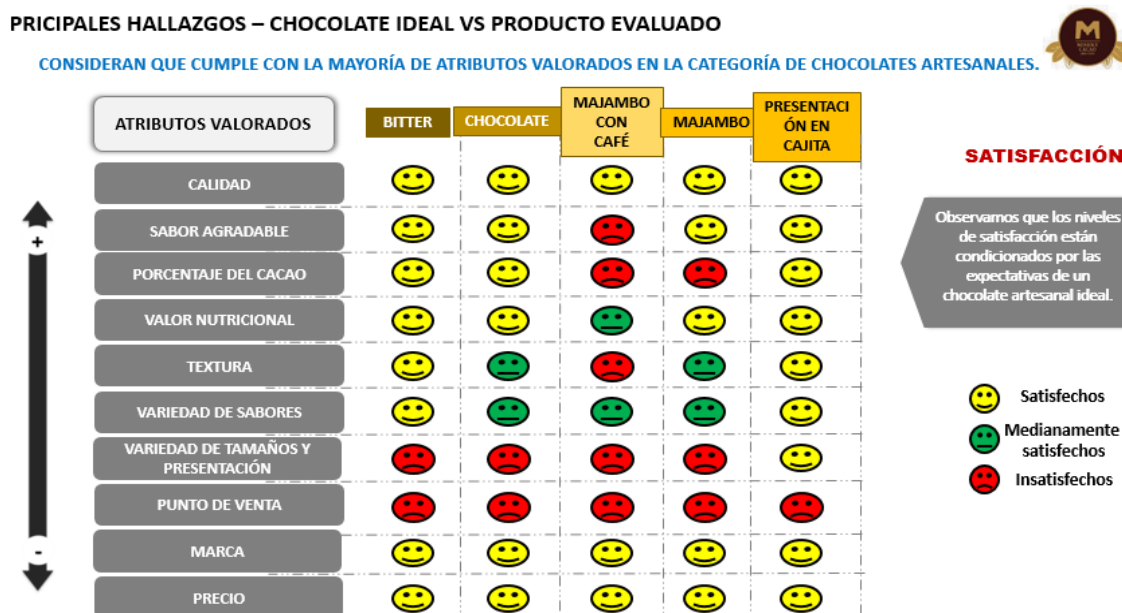 PRICIPALES HALLAZGOS – CHOCOLATE IDEAL VS PRODUCTO EVALUADO
CONSIDERAN QUE CUMPLE CON LA MAYORÍA DE ATRIBUTOS VALORADOS EN LA CATEGORÍA DE CHOCOLATES ARTESANALES.
M
ATRIBUTOS VALORADOS
BITTER
CHOCOLATE
MAJAMBO
CON
CAFÉ
MAJAMBO
PRESENTACI
ÓN EN
CAJITA
SATISFACCIÓN
CALIDAD
SABOR AGRADABLE
PORCENTAJE DEL CACAO
VALOR NUTRICIONAL
TEXTURA
VARIEDAD DE SABORES
VARIEDAD DE TAMAÑOS Y
PRESENTACIÓN
PUNTO DE VENTA
MARCA
PRECIO
+
-
Observamos que los niveles
de satisfacción están
condicionados por las
expectativas de un
chocolate artesanal ideal.
Satisfechos
Medianamente
satisfechos
Insatisfechos